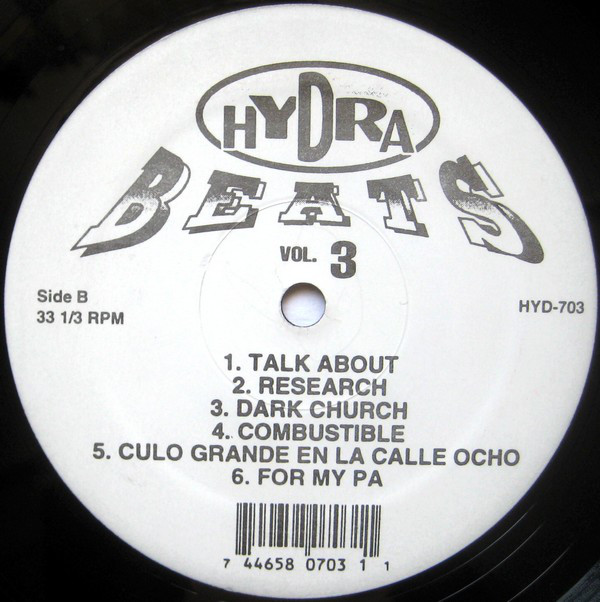 HYDRA
BEATS
VOL. 3
Side B
33 1/3 RPM
HYD-703
1. TALK ABOUT
2. RESEARCH
3. DARK CHURCH
4. COMBUSTIBLE
5. CULO GRANDE EN LA CALLE OCHO
6. FOR MY PA
7 44658 0703 1 1